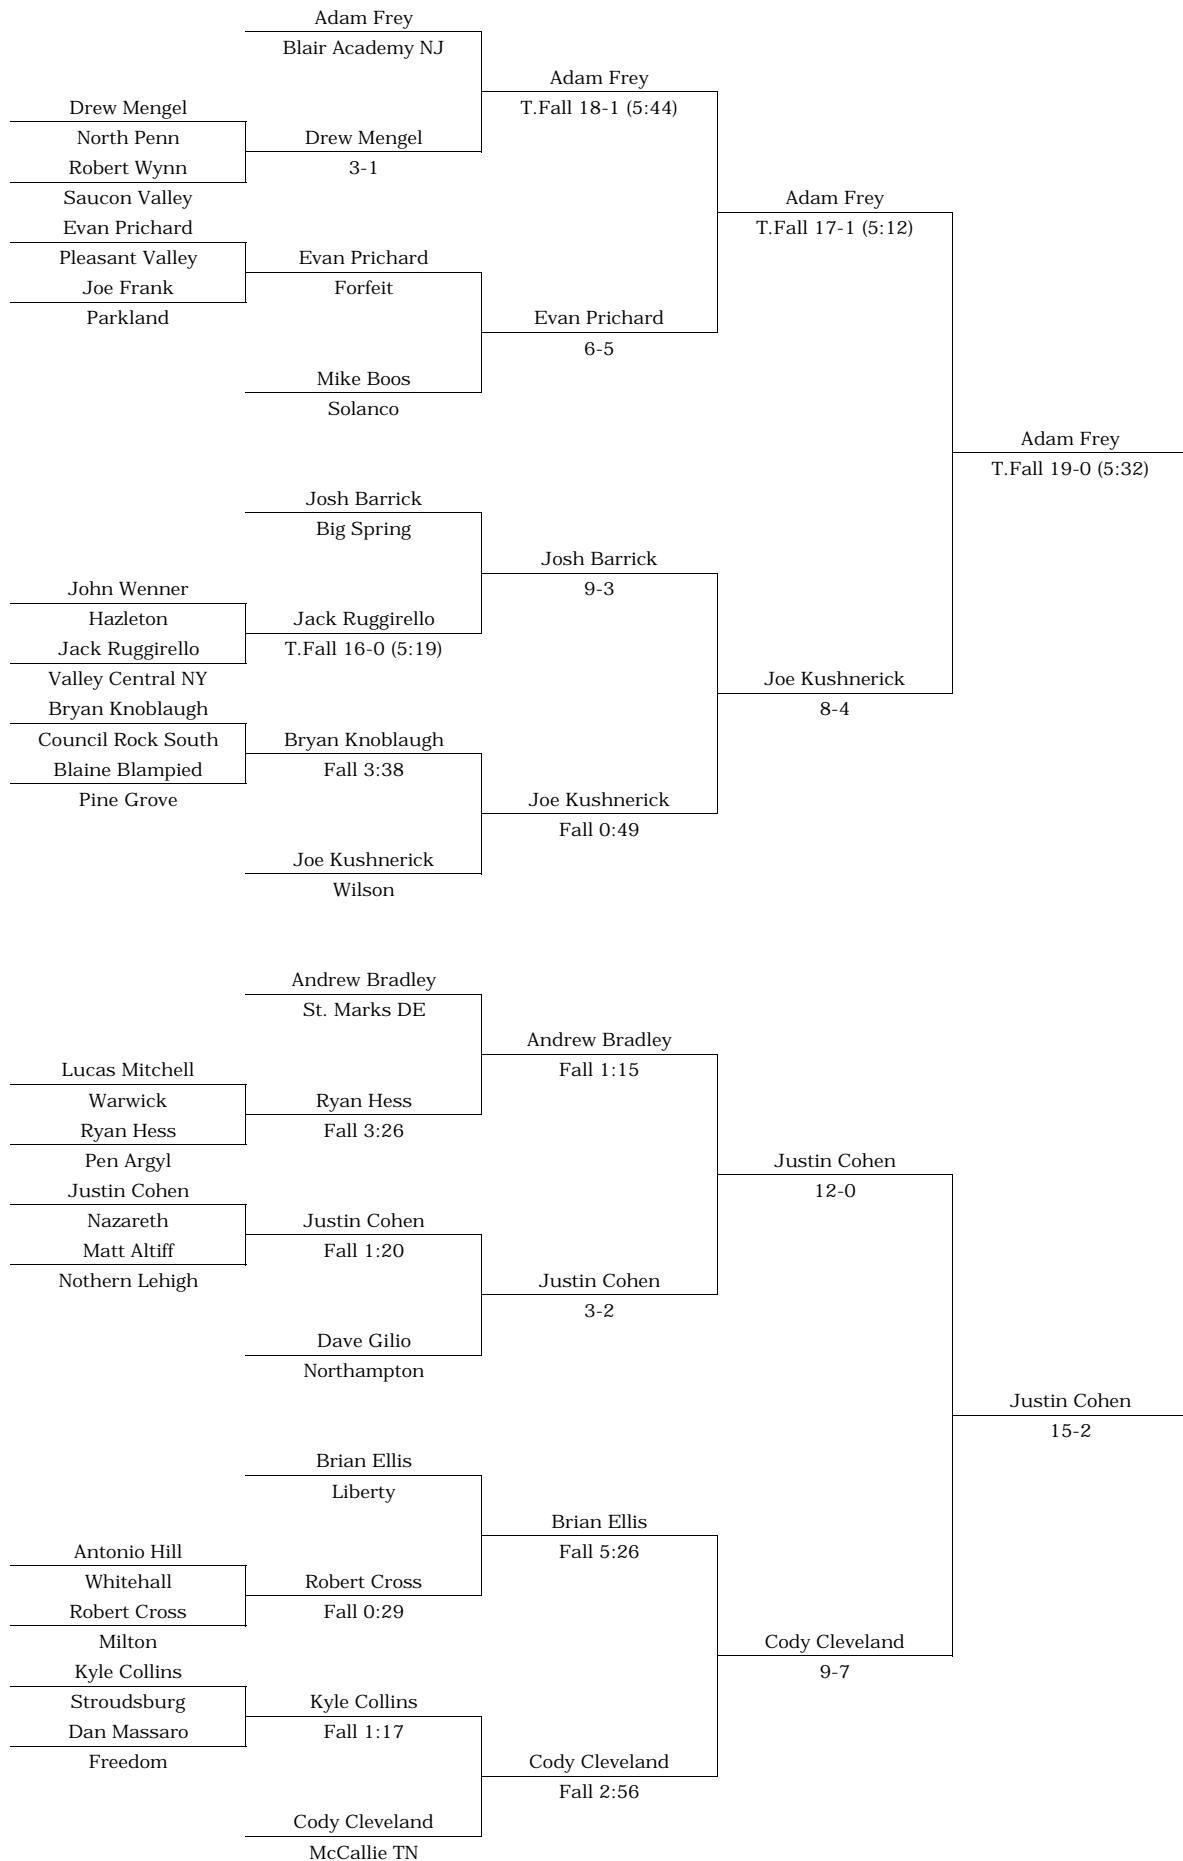 Adam Frey
Blair Academy NJ
Adam Frey
T.Fall 18-1 (5:44)
Drew Mengel
North Penn
Drew Mengel
3-1
Robert Wynn
Saucon Valley
Adam Frey
T.Fall 17-1 (5:12)
Evan Prichard
Pleasant Valley
Evan Prichard
Forfeit
Joe Frank
Parkland
Evan Prichard
6-5
Mike Boos
Solanco
Adam Frey
T.Fall 19-0 (5:32)
Josh Barrick
Big Spring
Josh Barrick
9-3
John Wenner
Hazleton
Jack Ruggirello
T.Fall 16-0 (5:19)
Jack Ruggirello
Valley Central NY
Joe Kushnerick
8-4
Bryan Knoblaugh
Council Rock South
Bryan Knoblaugh
Fall 3:38
Blaine Blampied
Pine Grove
Joe Kushnerick
Fall 0:49
Joe Kushnerick
Wilson
Andrew Bradley
St. Marks DE
Andrew Bradley
Fall 1:15
Lucas Mitchell
Warwick
Ryan Hess
Fall 3:26
Ryan Hess
Pen Argyl
Justin Cohen
12-0
Justin Cohen
Nazareth
Justin Cohen
Fall 1:20
Matt Altiff
Nothern Lehigh
Justin Cohen
3-2
Dave Gilio
Northampton
Justin Cohen
15-2
Brian Ellis
Liberty
Brian Ellis
Fall 5:26
Antonio Hill
Whitehall
Robert Cross
Fall 0:29
Robert Cross
Milton
Cody Cleveland
9-7
Kyle Collins
Stroudsburg
Kyle Collins
Fall 1:17
Dan Massaro
Freedom
Cody Cleveland
Fall 2:56
Cody Cleveland
McCallie TN